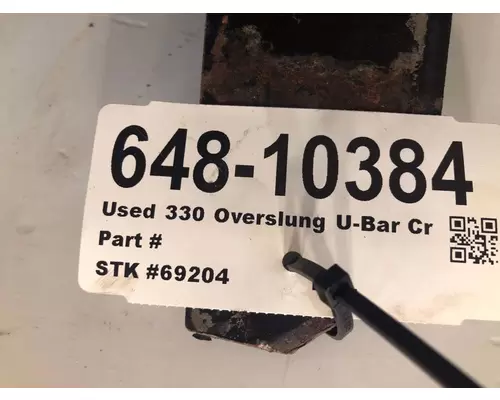 648-10384
Used 330 Overslung U-Bar Cr
Part #
STK #69204